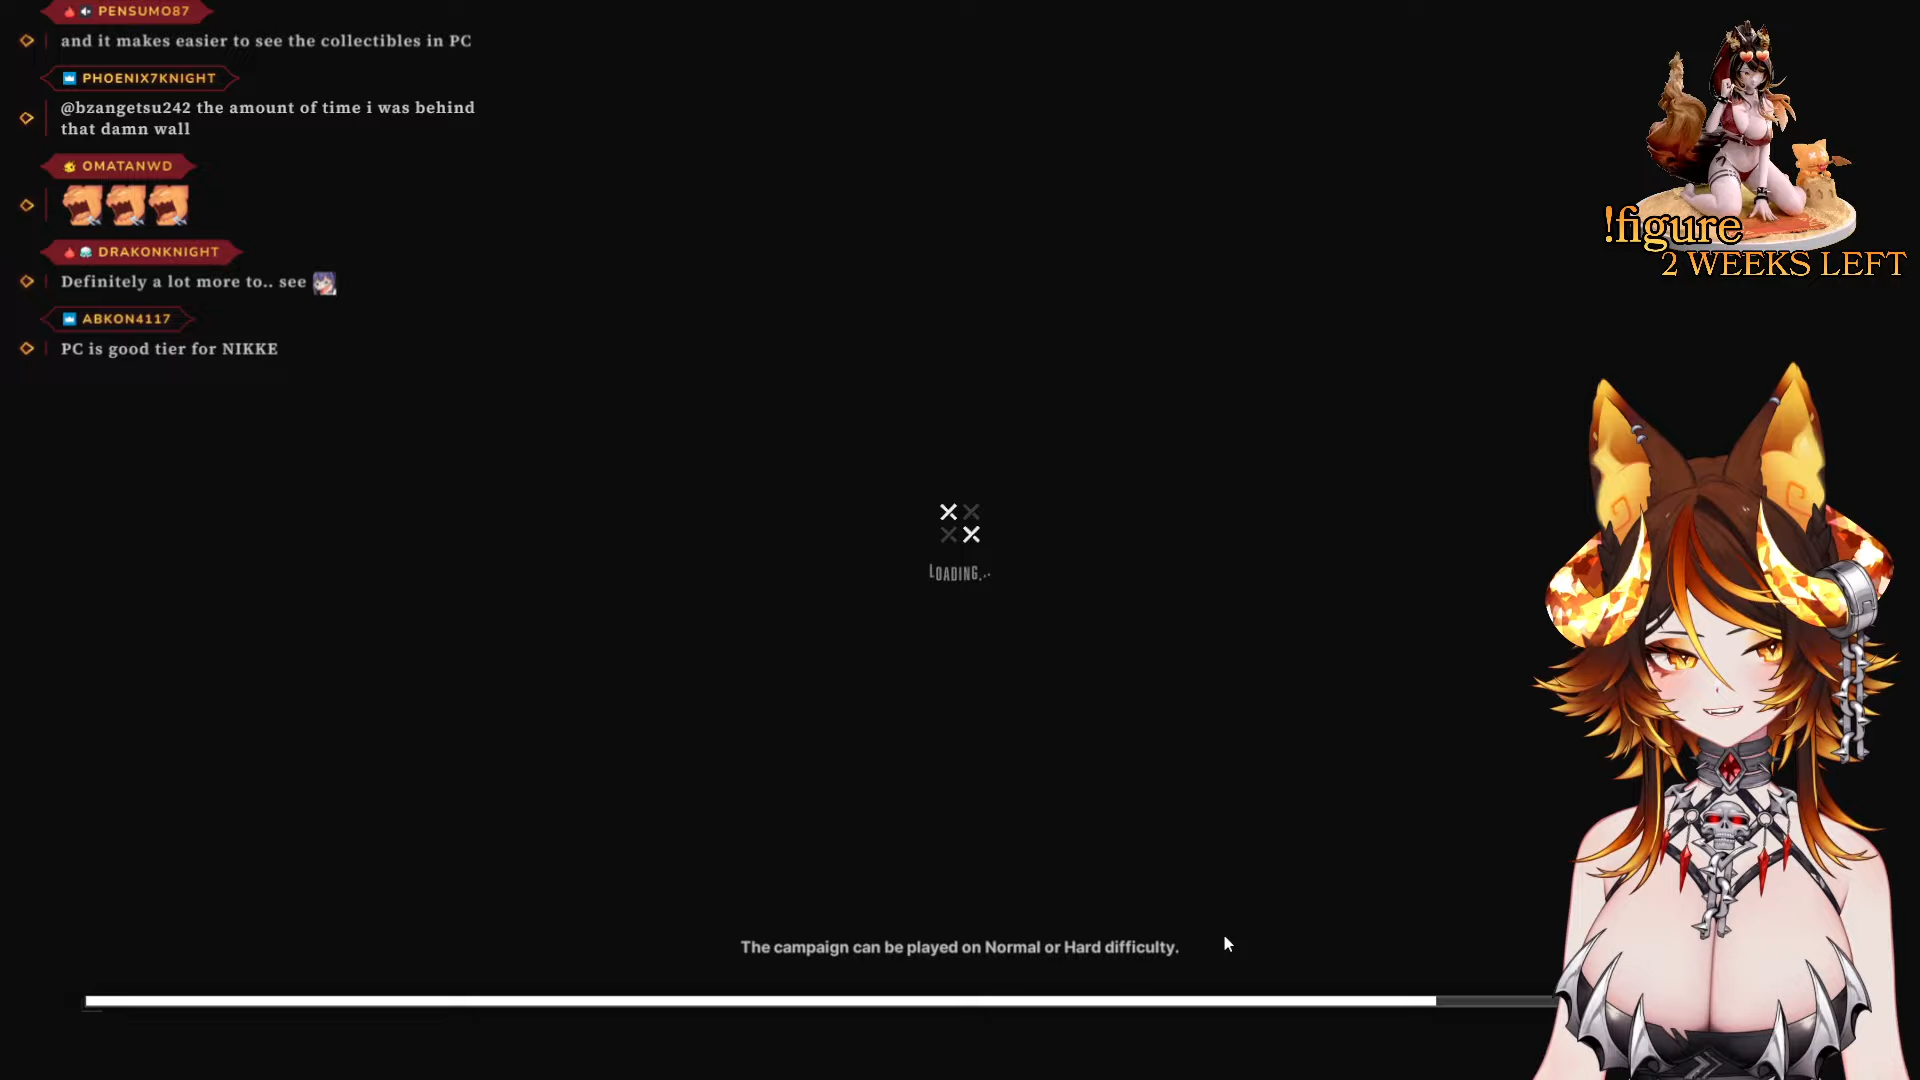 PENSUMO87
and it makes easier to see the collectibles in PC
PHOENIX7KNIGHT
@bzangetsu242 the amount of time i was behind
that damn wall
OMATANWD
DRAKONKNIGHT
Definitely a lot more to.. see
ABKON4117
PC is good tier for NIKKE
!figure
2 WEEKS LEFT
LOADING...
The campaign can be played on Normal or Hard difficulty.